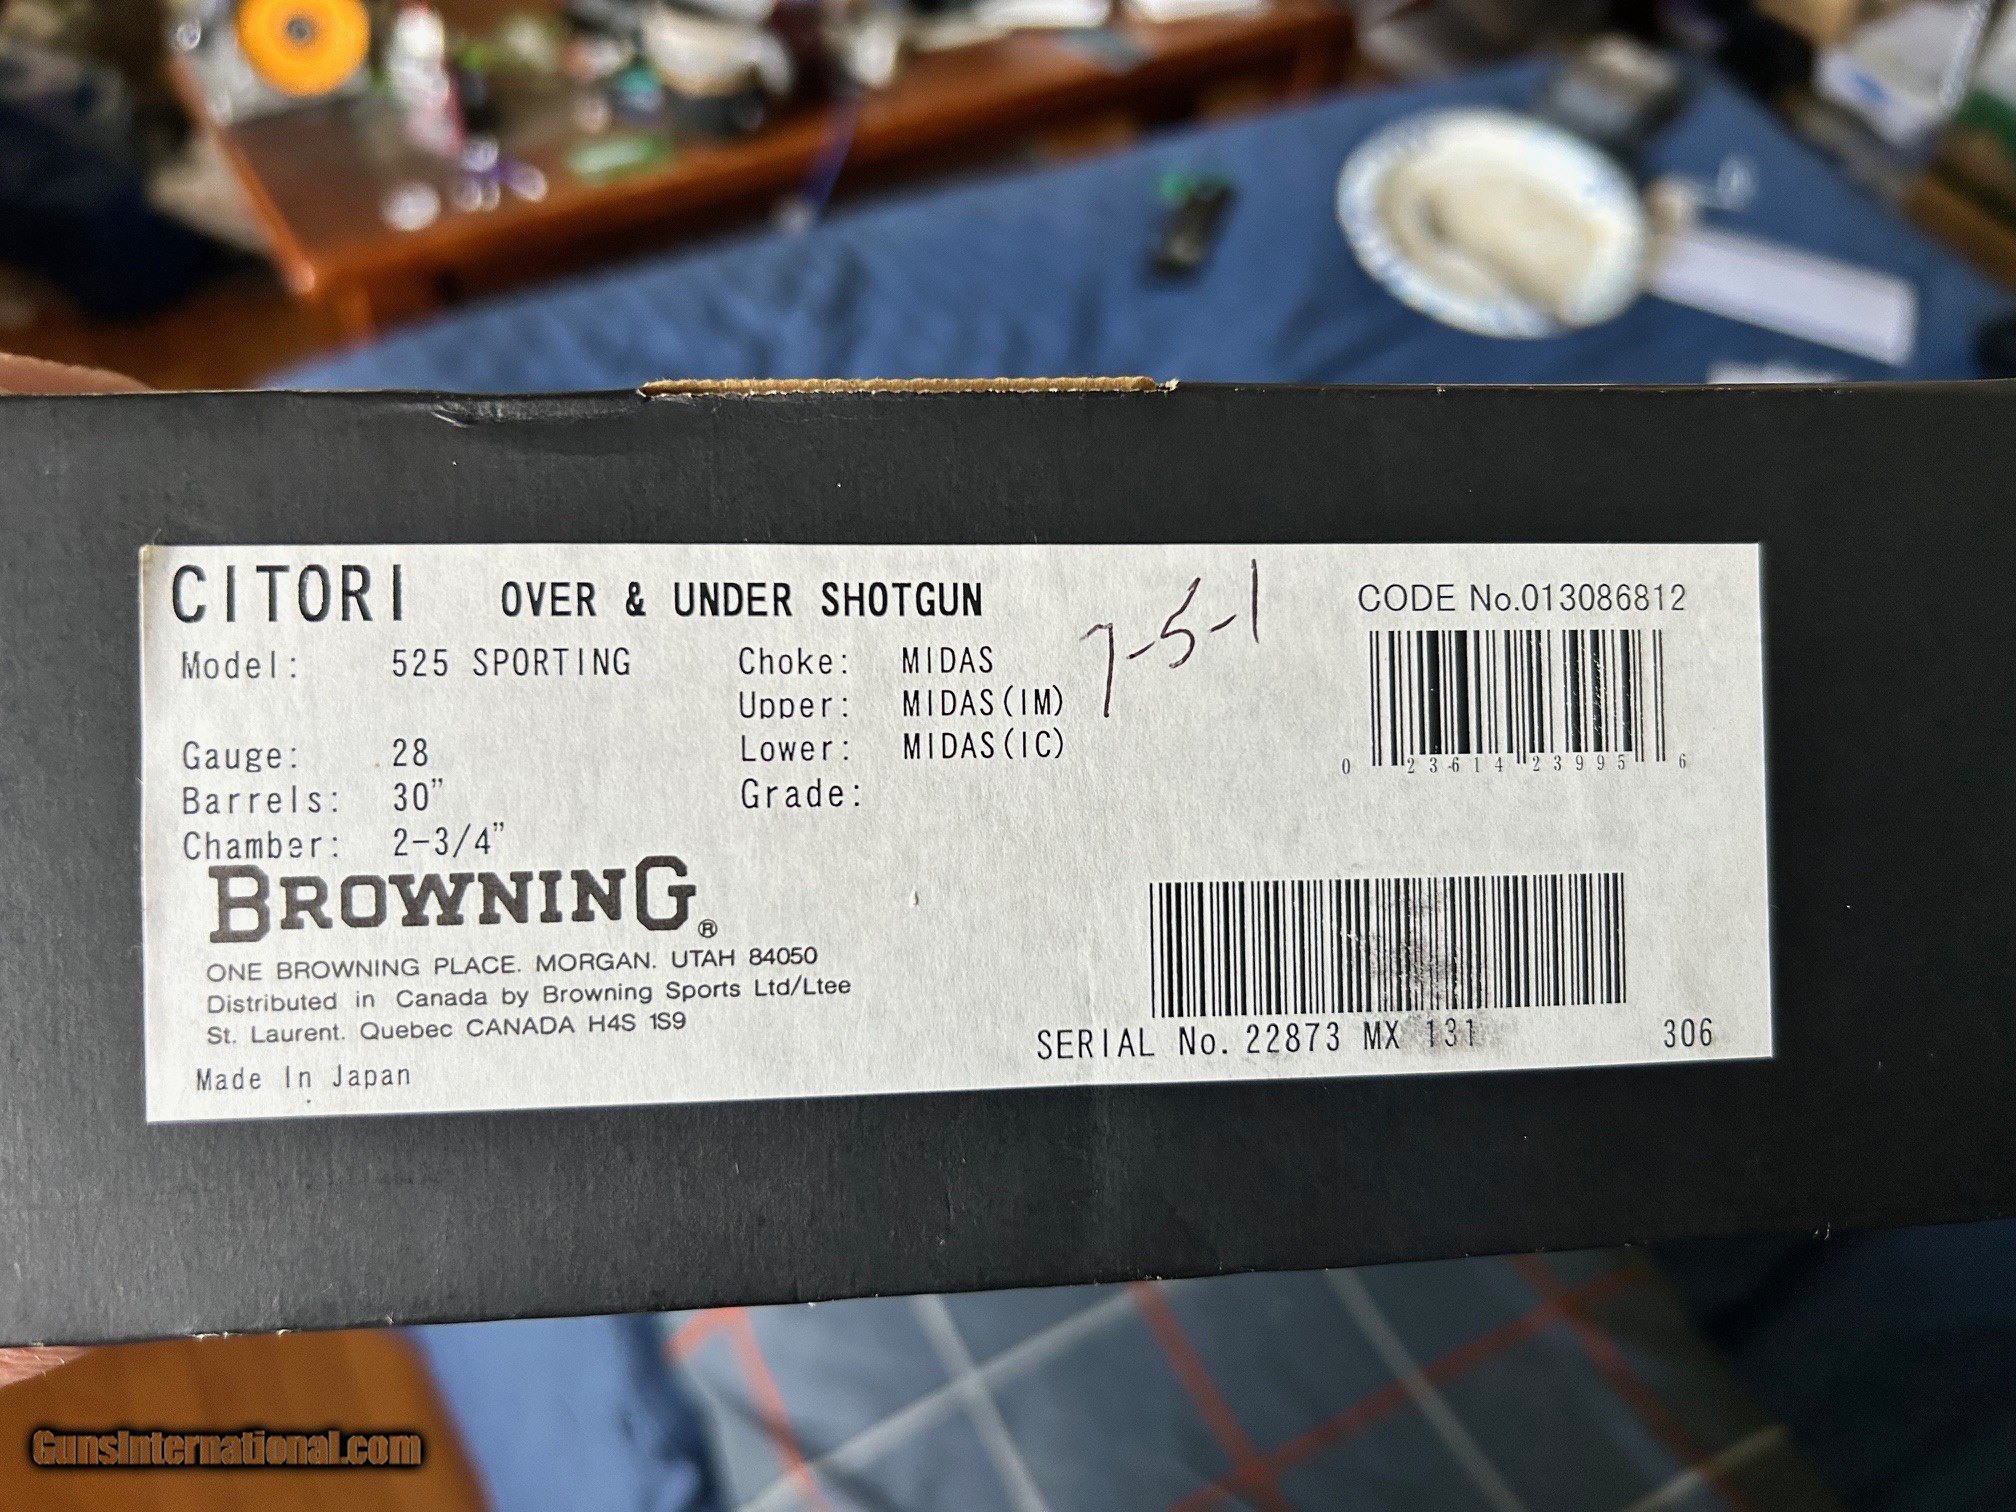 CITORI OVER & UNDER SHOTGUN
Model: 525 SPORTING
Gauge: 28
Barrels: 30"
Chamber: 2-3/4"
Choke: MIDAS
Upper: MIDAS(IM)
Lower: MIDAS(IC)
Grade:
7-5-1
CODE No.013086812
0 23614 23995 6
BROWNING®
ONE BROWNING PLACE. MORGAN. UTAH 84050
Distributed in Canada by Browning Sports Ltd/Ltee
St. Laurent. Quebec CANADA H4S 1S9
Made In Japan
SERIAL No. 22873 MX 131 306
GunsInternational.com